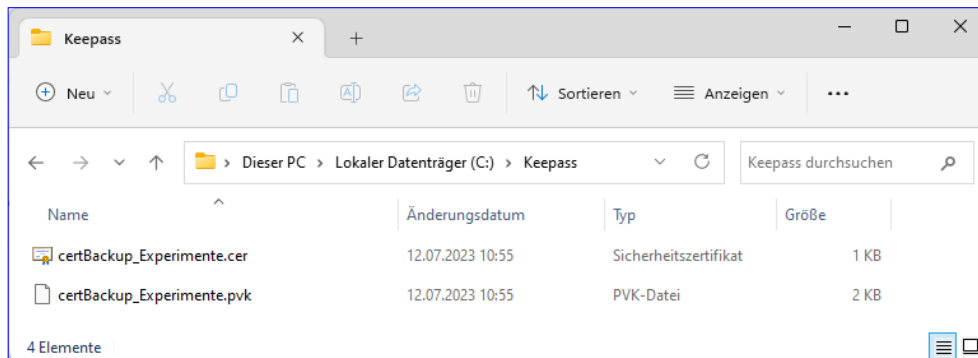 Keepass
Neu Sortieren Anzeigen
Dieser PC > Lokaler Datenträger (C:) > Keepass Keepass durchsuchen
Name Änderungsdatum Typ Größe
certBackup_Experimente.cer 12.07.2023 10:55 Sicherheitszertifikat 1 KB
certBackup_Experimente.pvk 12.07.2023 10:55 PVK-Datei 2 KB
4 Elemente